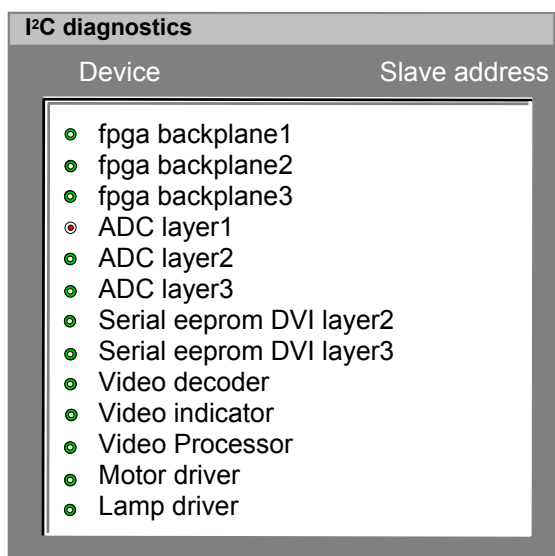 I²C diagnostics
Device Slave address
fpga backplane1
fpga backplane2
fpga backplane3
ADC layer1
ADC layer2
ADC layer3
Serial eeprom DVI layer2
Serial eeprom DVI layer3
Video decoder
Video indicator
Video Processor
Motor driver
Lamp driver